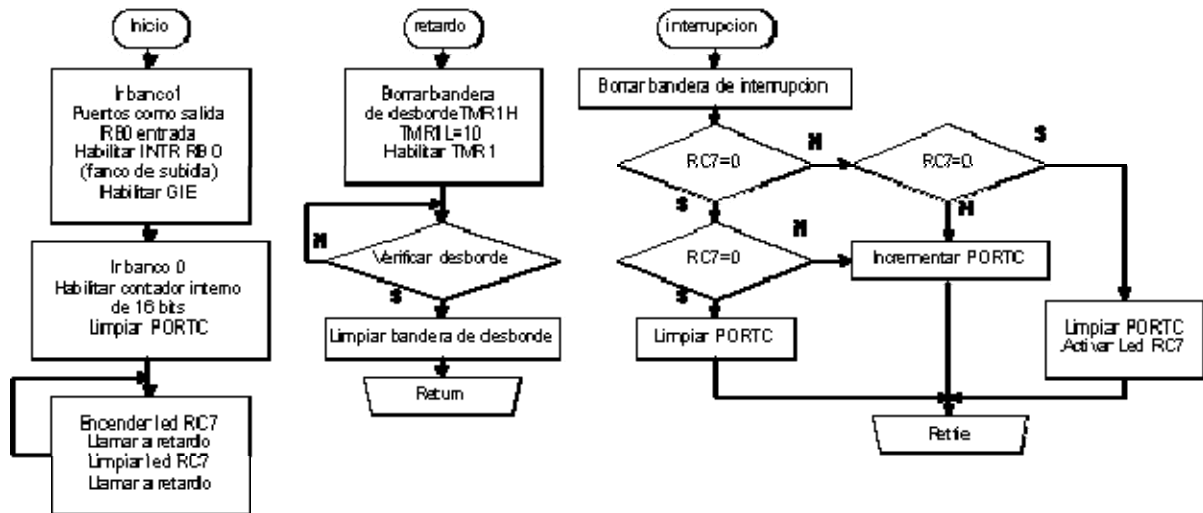 Inicio
Ir banco1
Puertos como salida
RB0 entrada
Habilitar INTR RB0
(fanco de subida)
Habilitar GIE
Ir banco 0
Habilitar contador interno
de 16 bits
Limpiar PORTC
Encender led RC7
Llamar a retardo
Limpiar led RC7
Llamar a retardo
retardo
Borrar bandera
de desborde TMR1H
TMR1L=10
Habilitar TMR1
Verificar desborde
N
S
Limpiar bandera de desborde
Return
interrupcion
Borrar bandera de interrupcion
RC7=0
N
S
RC7=0
S
N
RC7=0
N
S
Incrementar PORTC
Limpiar PORTC
Limpiar PORTC
Activar Led RC7
Retfie